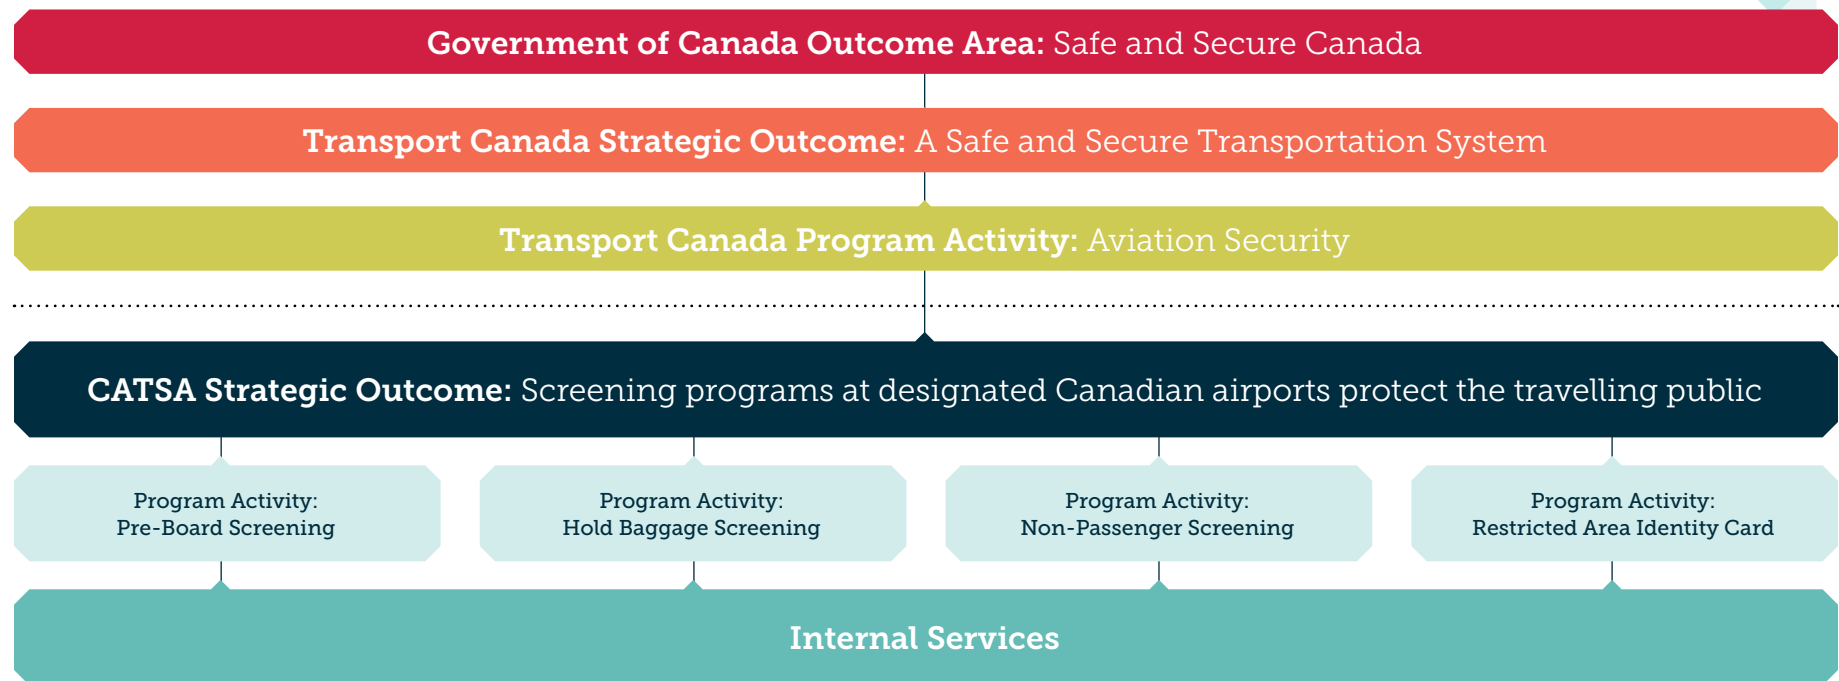 Government of Canada Outcome Area: Safe and Secure Canada
Transport Canada Strategic Outcome: A Safe and Secure Transportation System
Transport Canada Program Activity: Aviation Security
CATSA Strategic Outcome: Screening programs at designated Canadian airports protect the travelling public
Program Activity:
Pre-Board Screening
Program Activity:
Hold Baggage Screening
Program Activity:
Non-Passenger Screening
Program Activity:
Restricted Area Identity Card
Internal Services